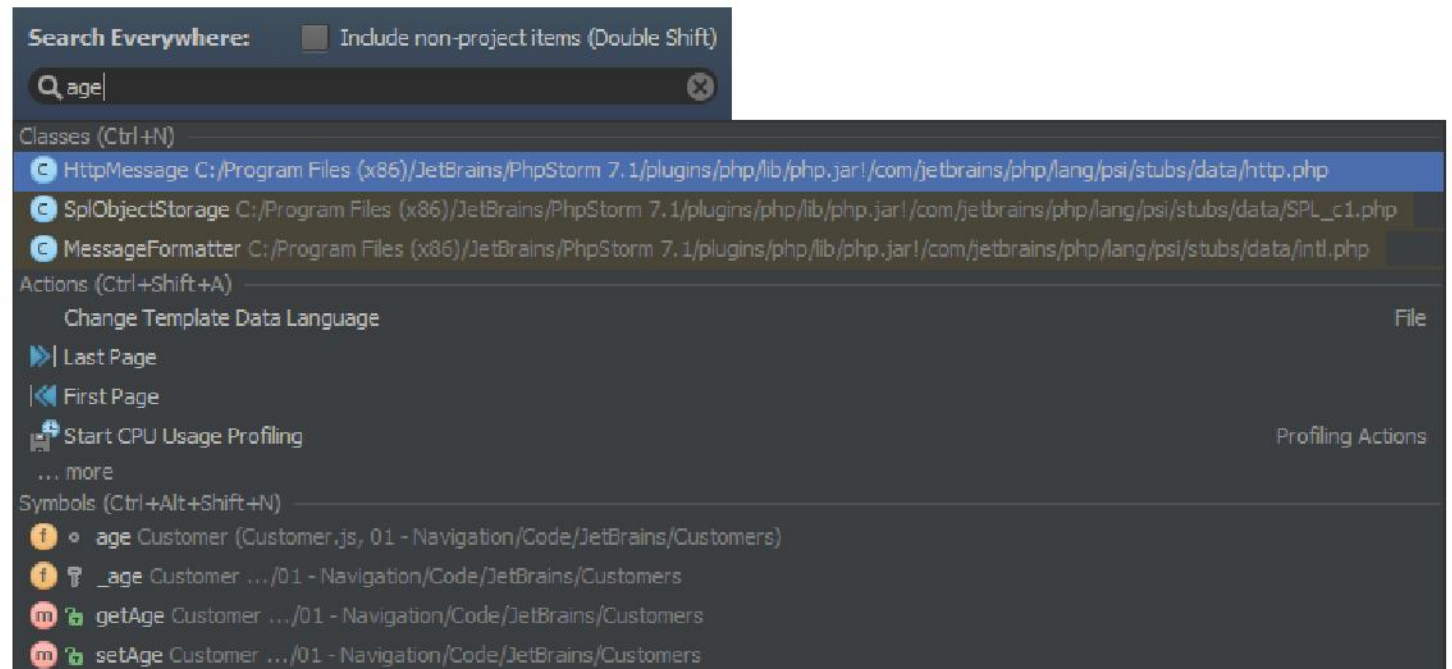 Search Everywhere: Include non-project items (Double Shift)
age
Classes (Ctrl+N)
C HttpMessage C:/Program Files (x86)/JetBrains/PhpStorm 7.1/plugins/php/lib/php.jar!/com/jetbrains/php/lang/psi/stubs/data/http.php
C SplObjectStorage C:/Program Files (x86)/JetBrains/PhpStorm 7.1/plugins/php/lib/php.jar!/com/jetbrains/php/lang/psi/stubs/data/SPL_c1.php
C MessageFormatter C:/Program Files (x86)/JetBrains/PhpStorm 7.1/plugins/php/lib/php.jar!/com/jetbrains/php/lang/psi/stubs/data/intl.php
Actions (Ctrl+Shift+A)
Change Template Data Language File
Last Page
First Page
Start CPU Usage Profiling Profiling Actions
... more
Symbols (Ctrl+Alt+Shift+N)
f age Customer (Customer.js, 01 - Navigation/Code/JetBrains/Customers)
f _age Customer .../01 - Navigation/Code/JetBrains/Customers
m getAge Customer .../01 - Navigation/Code/JetBrains/Customers
m setAge Customer .../01 - Navigation/Code/JetBrains/Customers